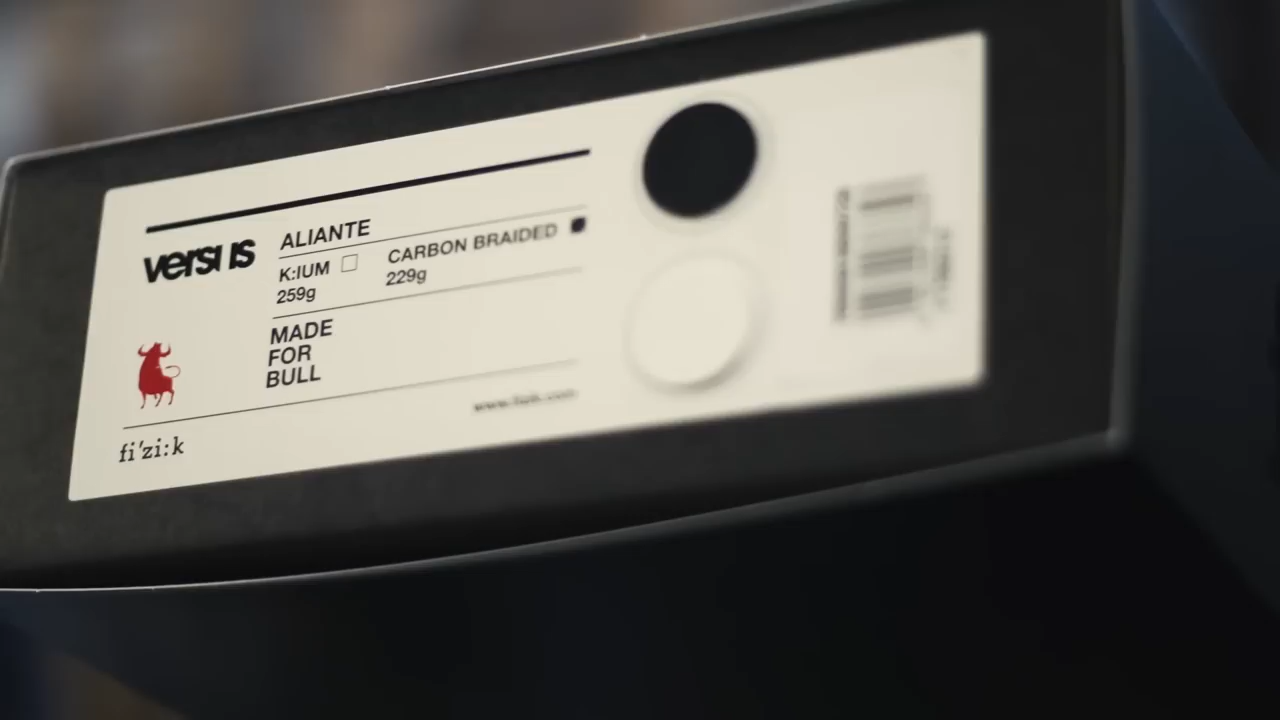 versus
ALIANTE
K:IUM
259g
CARBON BRAIDED
229g
MADE
FOR
BULL
fi'zi:k